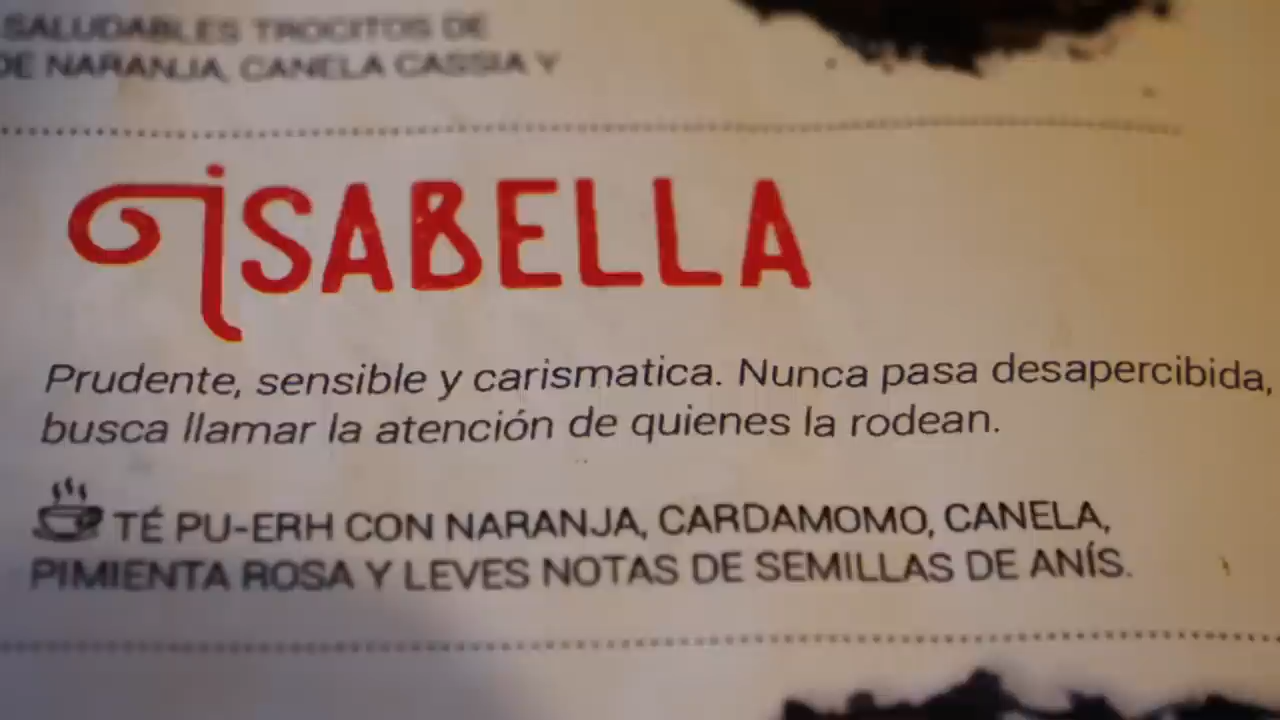 SALUDABLES TROCITOS DE
DE NARANJA, CANELA CASSIA Y
ISABELLA
Prudente, sensible y carismatica. Nunca pasa desapercibida,
busca llamar la atención de quienes la rodean.
TÉ PU-ERH CON NARANJA, CARDAMOMO, CANELA,
PIMIENTA ROSA Y LEVES NOTAS DE SEMILLAS DE ANÍS.